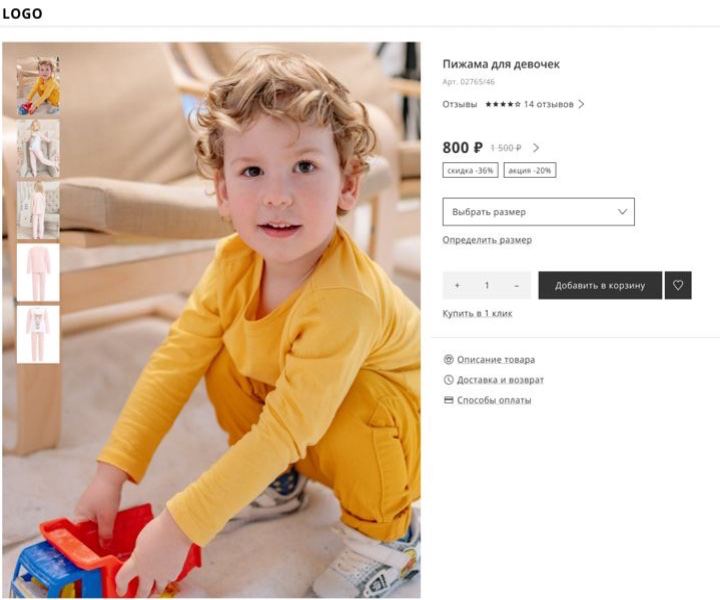 LOGO
Пижама для девочек
Арт. 02765/46
Отзывы ★★★★☆ 14 отзывов
800 ₽ 1 500 ₽
скидка -36% акция -20%
Выбрать размер
Определить размер
+ 1 – Добавить в корзину
Купить в 1 клик
Описание товара
Доставка и возврат
Способы оплаты